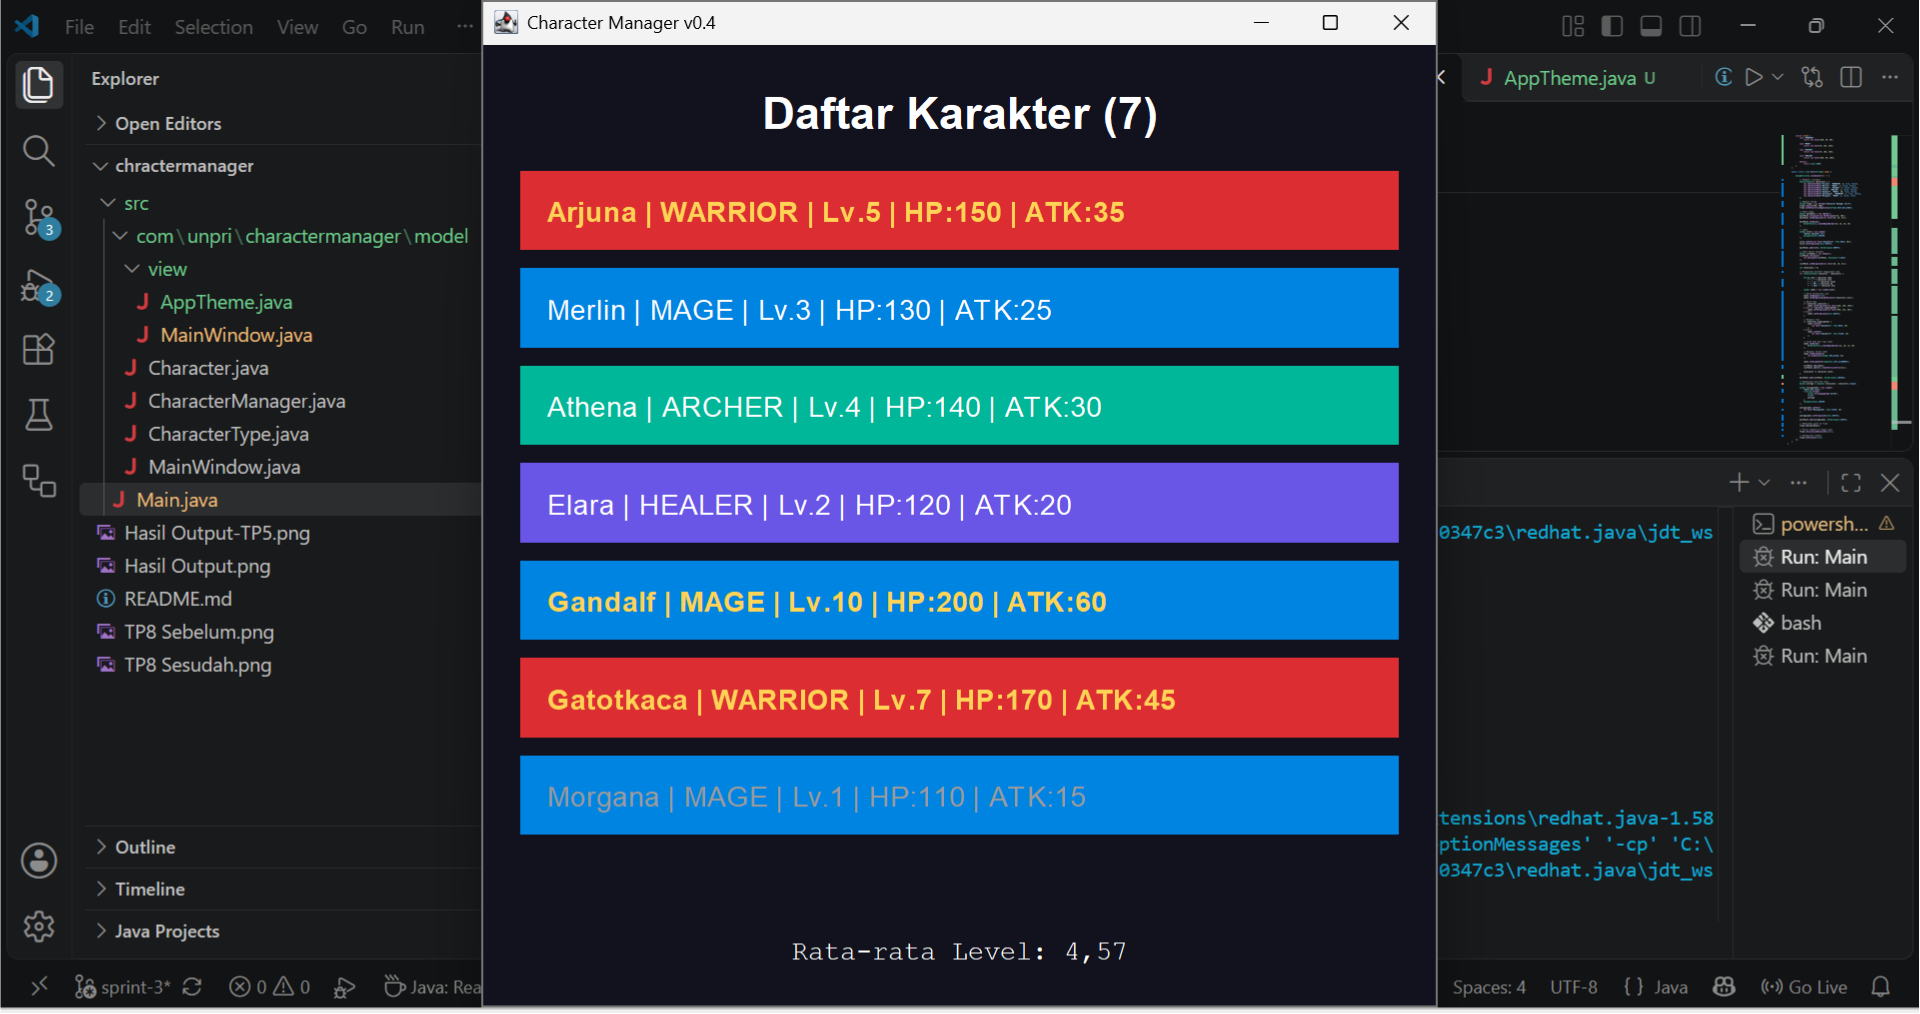 File Edit Selection View Go Run ···
Explorer
Open Editors
chractermanager
src
com\unpri\charactermanager\model
view
J AppTheme.java
J MainWindow.java
J Character.java
J CharacterManager.java
J CharacterType.java
J MainWindow.java
J Main.java
Hasil Output-TP5.png
Hasil Output.png
README.md
TP8 Sebelum.png
TP8 Sesudah.png
3
2
Outline
Timeline
Java Projects
sprint-3* 0 0 Java: Rea
Character Manager v0.4
Daftar Karakter (7)
Arjuna | WARRIOR | Lv.5 | HP:150 | ATK:35
Merlin | MAGE | Lv.3 | HP:130 | ATK:25
Athena | ARCHER | Lv.4 | HP:140 | ATK:30
Elara | HEALER | Lv.2 | HP:120 | ATK:20
Gandalf | MAGE | Lv.10 | HP:200 | ATK:60
Gatotkaca | WARRIOR | Lv.7 | HP:170 | ATK:45
Morgana | MAGE | Lv.1 | HP:110 | ATK:15
Rata-rata Level: 4,57
J AppTheme.java U
0347c3\redhat.java\jdt_ws
tensions\redhat.java-1.58
ptionMessages' '-cp' 'C:\
0347c3\redhat.java\jdt_ws
powersh...
Run: Main
Run: Main
bash
Run: Main
Spaces: 4 UTF-8 { } Java Go Live